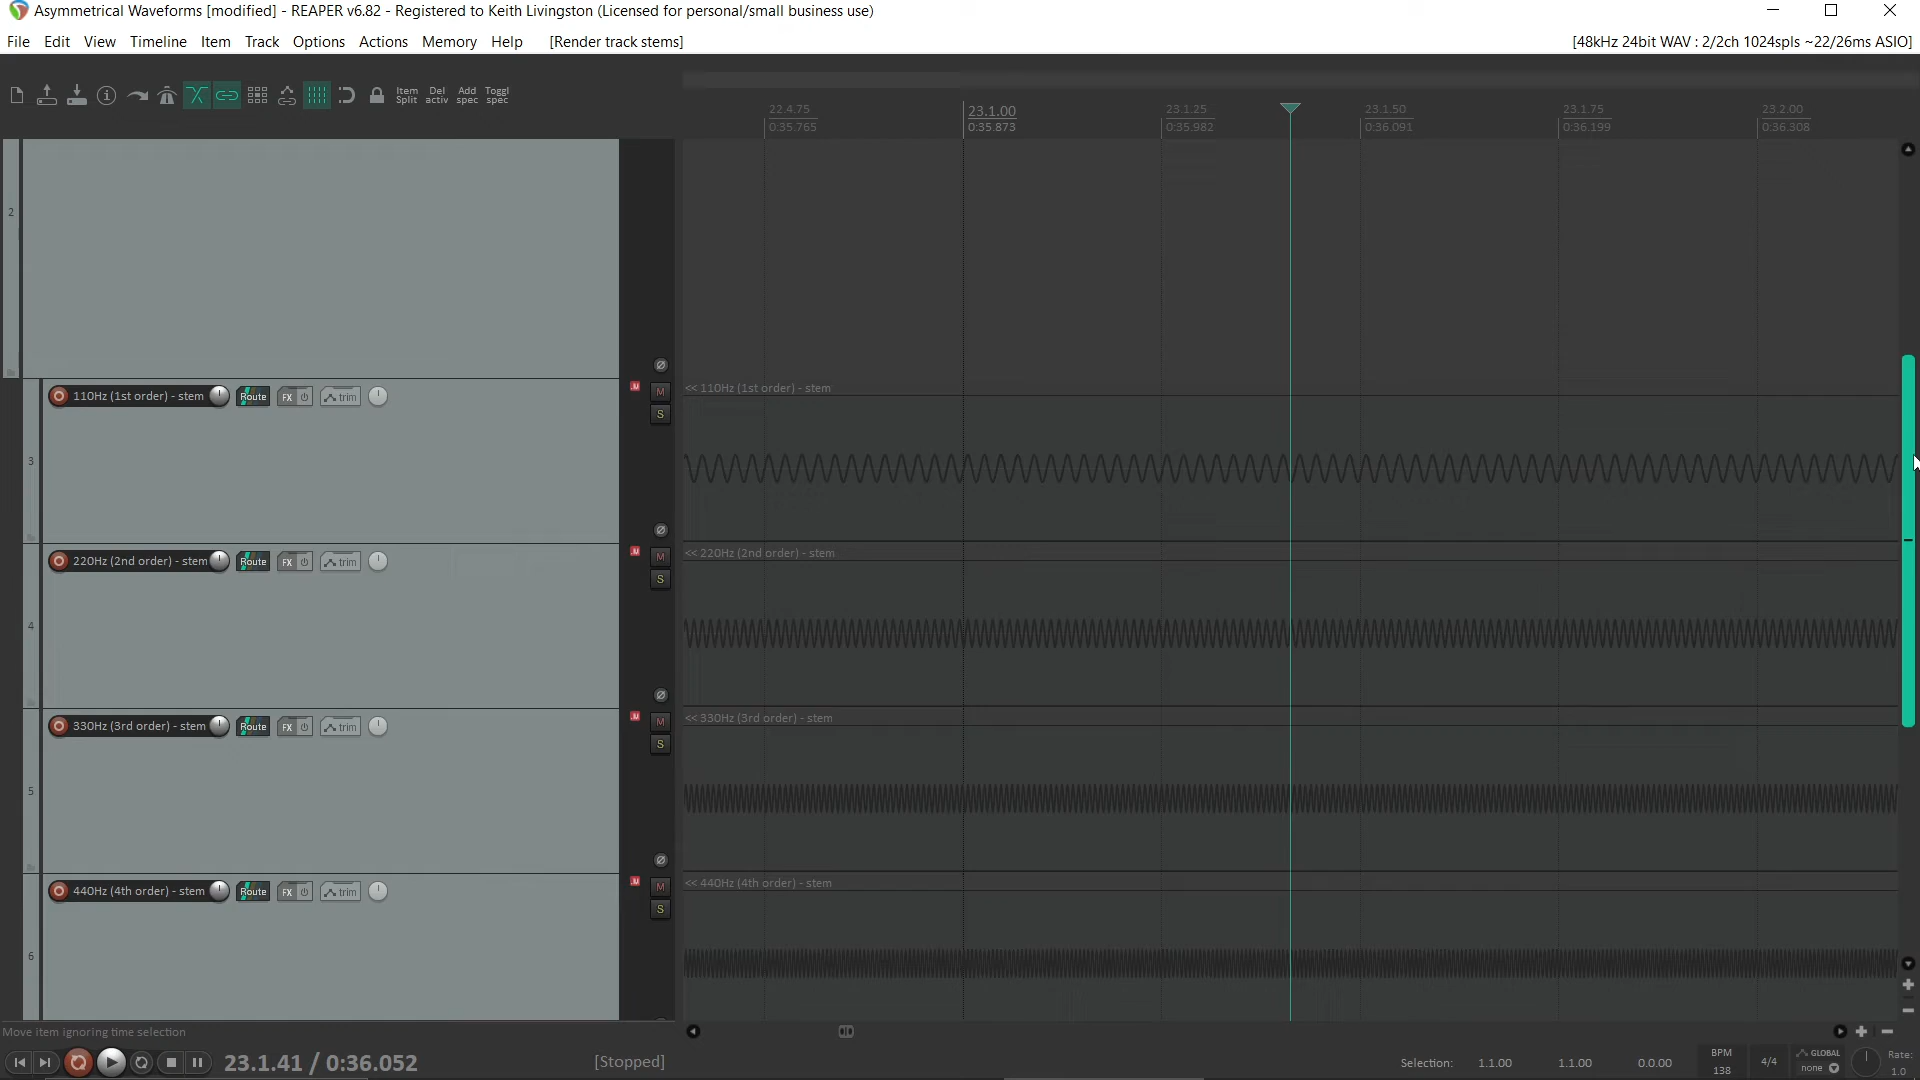 Asymmetrical Waveforms [modified] - REAPER v6.82 - Registered to Keith Livingston (Licensed for personal/small business use)
File Edit View Timeline Item Track Options Actions Memory Help [Render track stems] [48kHz 24bit WAV : 2/2ch 1024spls ~22/26ms ASIO]
Item Split Del activ Add spec Toggl spec
22.4.75 23.1.00 23.1.25 23.1.50 23.1.75 23.2.00
0:35.765 0:35.873 0:35.982 0:36.091 0:36.199 0:36.308
2
110Hz (1st order) - stem Route FX trim M << 110Hz (1st order) - stem
S
3
220Hz (2nd order) - stem Route FX trim M << 220Hz (2nd order) - stem
S
4
330Hz (3rd order) - stem Route FX trim M << 330Hz (3rd order) - stem
S
5
440Hz (4th order) - stem Route FX trim M << 440Hz (4th order) - stem
S
6
Move item ignoring time selection
23.1.41 / 0:36.052 [Stopped] Selection: 1.1.00 1.1.00 0.0.00 BPM 138 4/4 GLOBAL none Rate: 1.0